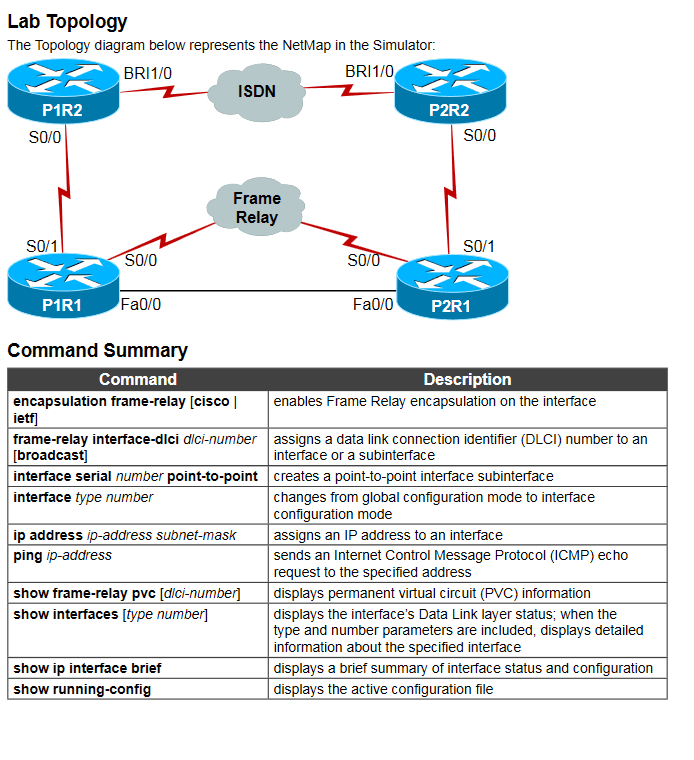 Lab Topology
The Topology diagram below represents the NetMap in the Simulator:
BRI1/0
BRI1/0
ISDN
P1R2
P2R2
S0/0
S0/0
Frame
Relay
S0/1
S0/1
S0/0
S0/0
P1R1
Fa0/0
Fa0/0
P2R1
Command Summary
Command Description
encapsulation frame-relay [cisco | enables Frame Relay encapsulation on the interface
ietf]
frame-relay interface-dlci dlci-number assigns a data link connection identifier (DLCI) number to an
[broadcast] interface or a subinterface
interface serial number point-to-point creates a point-to-point interface subinterface
interface type number changes from global configuration mode to interface
configuration mode
ip address ip-address subnet-mask assigns an IP address to an interface
ping ip-address sends an Internet Control Message Protocol (ICMP) echo
request to the specified address
show frame-relay pvc [dlci-number] displays permanent virtual circuit (PVC) information
show interfaces [type number] displays the interface's Data Link layer status; when the
type and number parameters are included, displays detailed
information about the specified interface
show ip interface brief displays a brief summary of interface status and configuration
show running-config displays the active configuration file